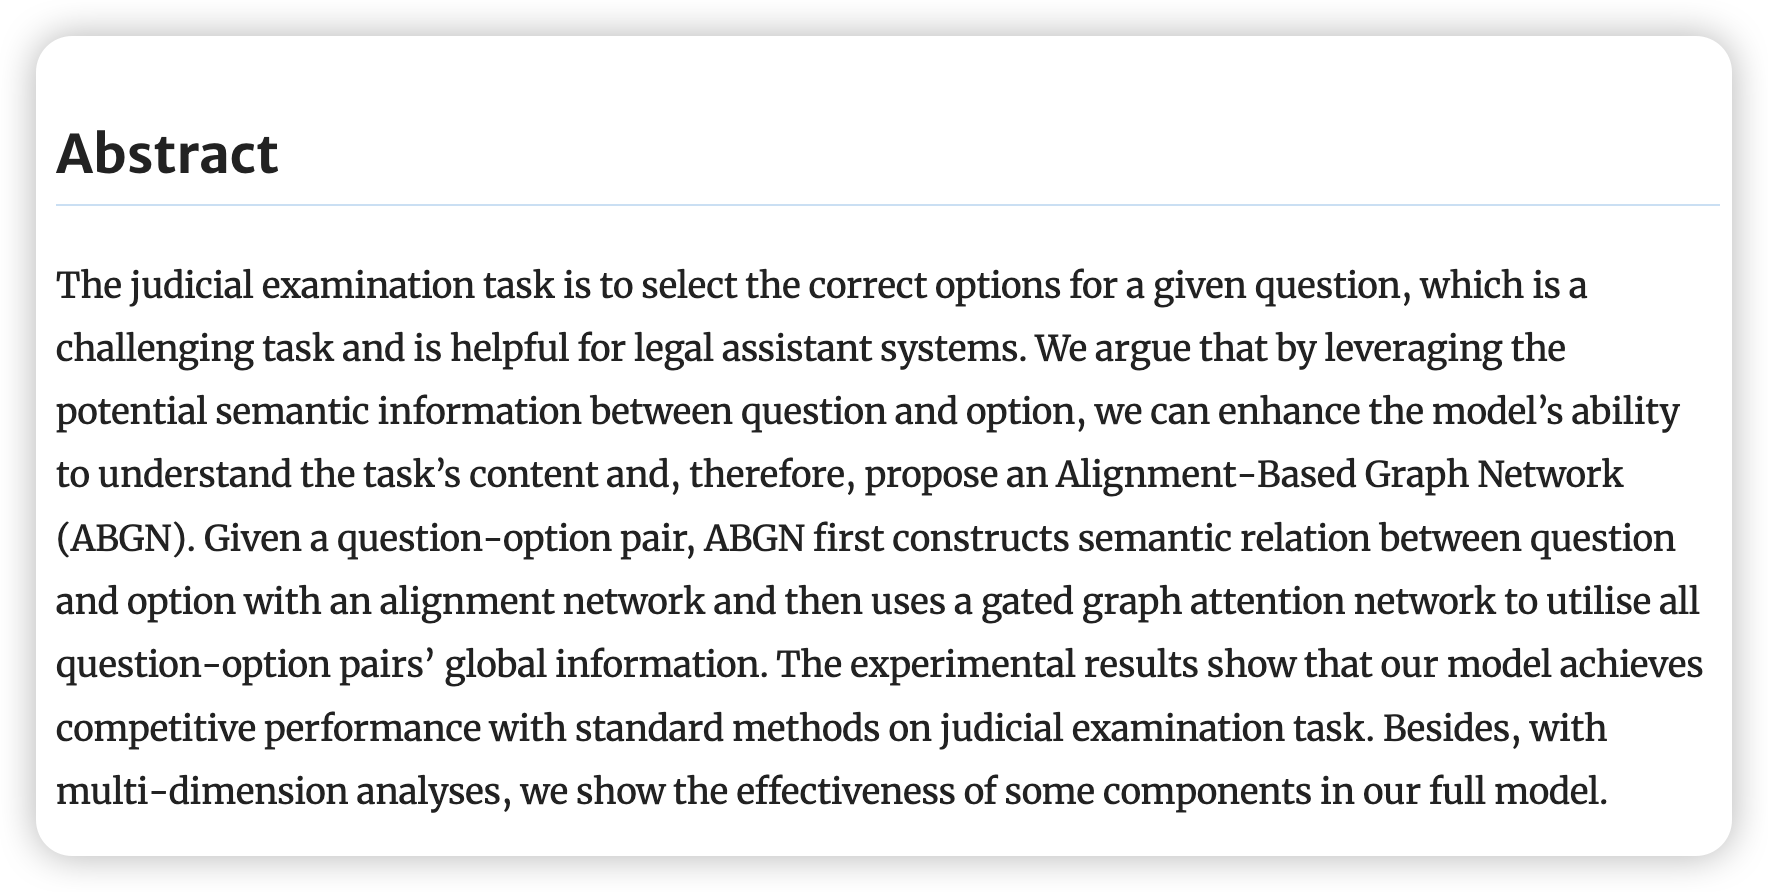 Abstract
The judicial examination task is to select the correct options for a given question, which is a
challenging task and is helpful for legal assistant systems. We argue that by leveraging the
potential semantic information between question and option, we can enhance the model’s ability
to understand the task’s content and, therefore, propose an Alignment-Based Graph Network
(ABGN). Given a question-option pair, ABGN first constructs semantic relation between question
and option with an alignment network and then uses a gated graph attention network to utilise all
question-option pairs’ global information. The experimental results show that our model achieves
competitive performance with standard methods on judicial examination task. Besides, with
multi-dimension analyses, we show the effectiveness of some components in our full model.